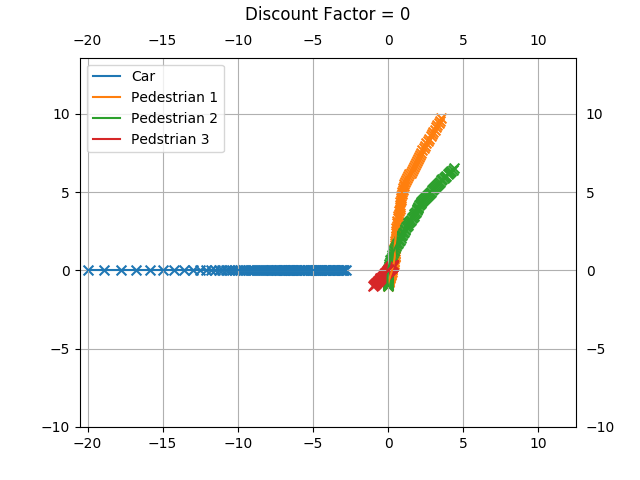 Discount Factor = 0
−20 −15 −10 −5 0 5 10
Car
Pedestrian 1
Pedestrian 2
Pedstrian 3
10 10
5 5
0 0
−5 −5
−10 −10
−20 −15 −10 −5 0 5 10